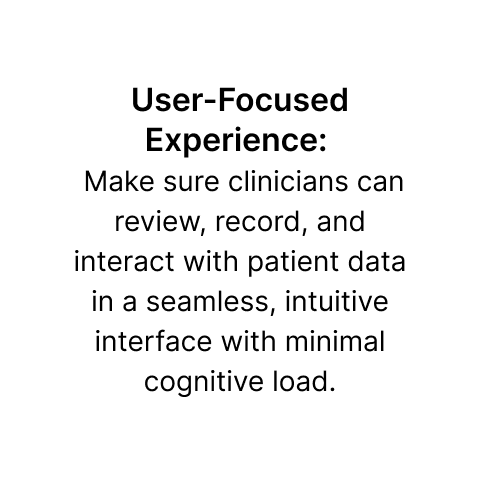 User-Focused
Experience:
Make sure clinicians can
review, record, and
interact with patient data
in a seamless, intuitive
interface with minimal
cognitive load.